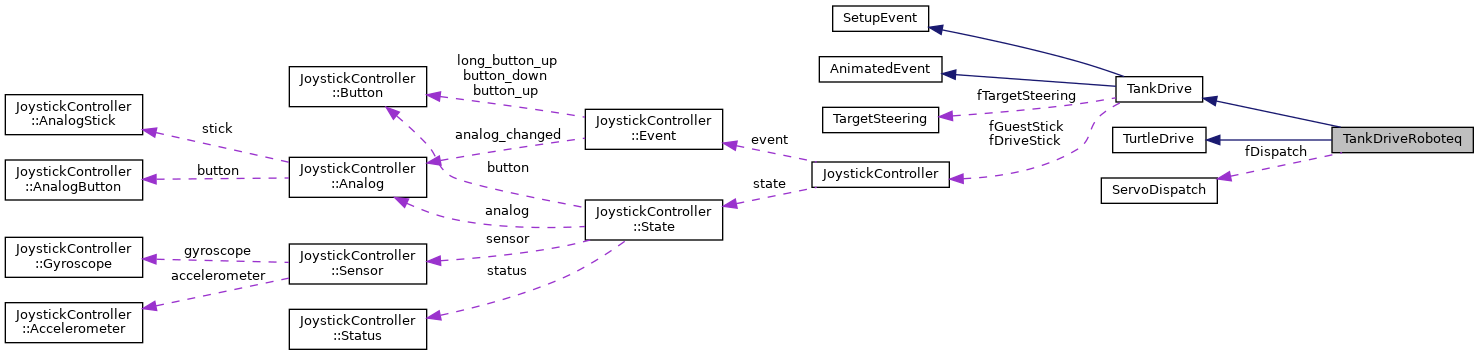 SetupEvent
AnimatedEvent
TargetSteering
TankDrive
TurtleDrive
ServoDispatch
TankDriveRoboteq
fTargetSteering
fGuestStick
fDriveStick
fDispatch
JoystickController
event
state
JoystickController
::Event
JoystickController
::State
long_button_up
button_down
button_up
analog_changed
button
analog
sensor
status
JoystickController
::Button
JoystickController
::Analog
JoystickController
::Sensor
JoystickController
::Status
stick
button
gyroscope
accelerometer
JoystickController
::AnalogStick
JoystickController
::AnalogButton
JoystickController
::Gyroscope
JoystickController
::Accelerometer